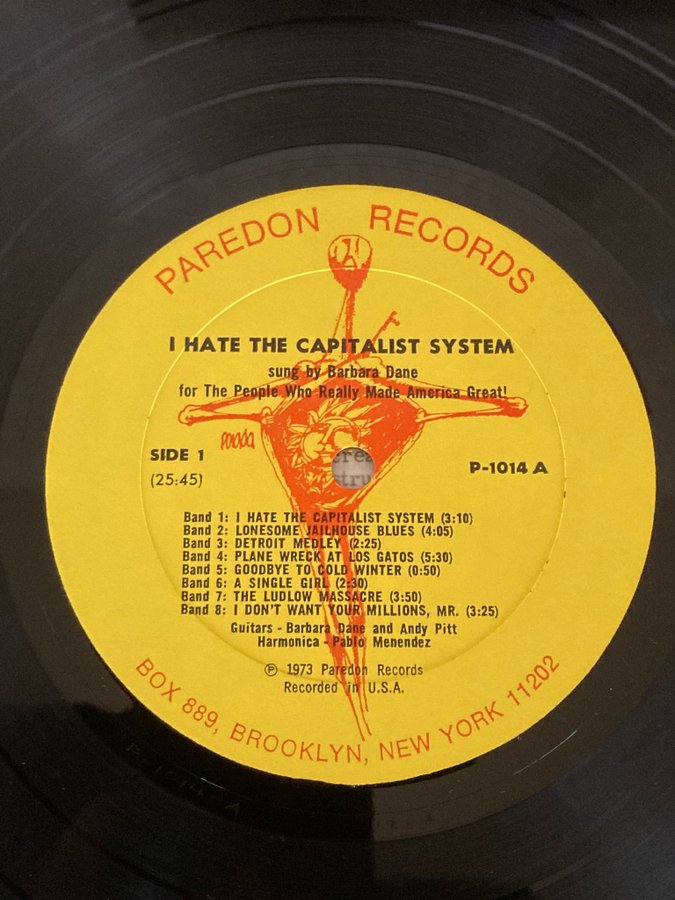 PAREDON RECORDS
I HATE THE CAPITALIST SYSTEM
sung by Barbara Dane
for The People Who Really Made America Great!
SIDE 1
(25:45)
P-1014 A
Band 1: I HATE THE CAPITALIST SYSTEM (3:10)
Band 2: LONESOME JAILHOUSE BLUES (4:05)
Band 3: DETROIT MEDLEY (2:25)
Band 4: PLANE WRECK AT LOS GATOS (5:30)
Band 5: GOODBYE TO COLD WINTER (0:50)
Band 6: A SINGLE GIRL (2:30)
Band 7: THE LUDLOW MASSACRE (3:50)
Band 8: I DON'T WANT YOUR MILLIONS, MR. (3:25)
Guitars - Barbara Dane and Andy Pitt
Harmonica - Pablo Menendez
℗ 1973 Paredon Records
Recorded in U.S.A.
BOX 889, BROOKLYN, NEW YORK 11202